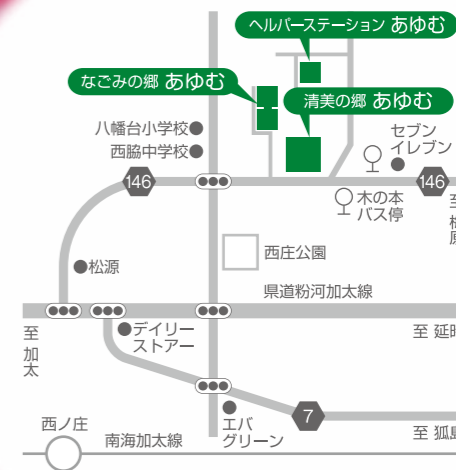 ヘルパーステーション あゆむ
なごみの郷 あゆむ
清美の郷 あゆむ
八幡台小学校
西脇中学校
セブン
イレブン
146
146
木の本
バス停
至
西庄公園
松源
県道粉河加太線
デイリー
ストアー
至 加太
至 延時
エバ
グリーン
7
西ノ庄
南海加太線
至 狐島